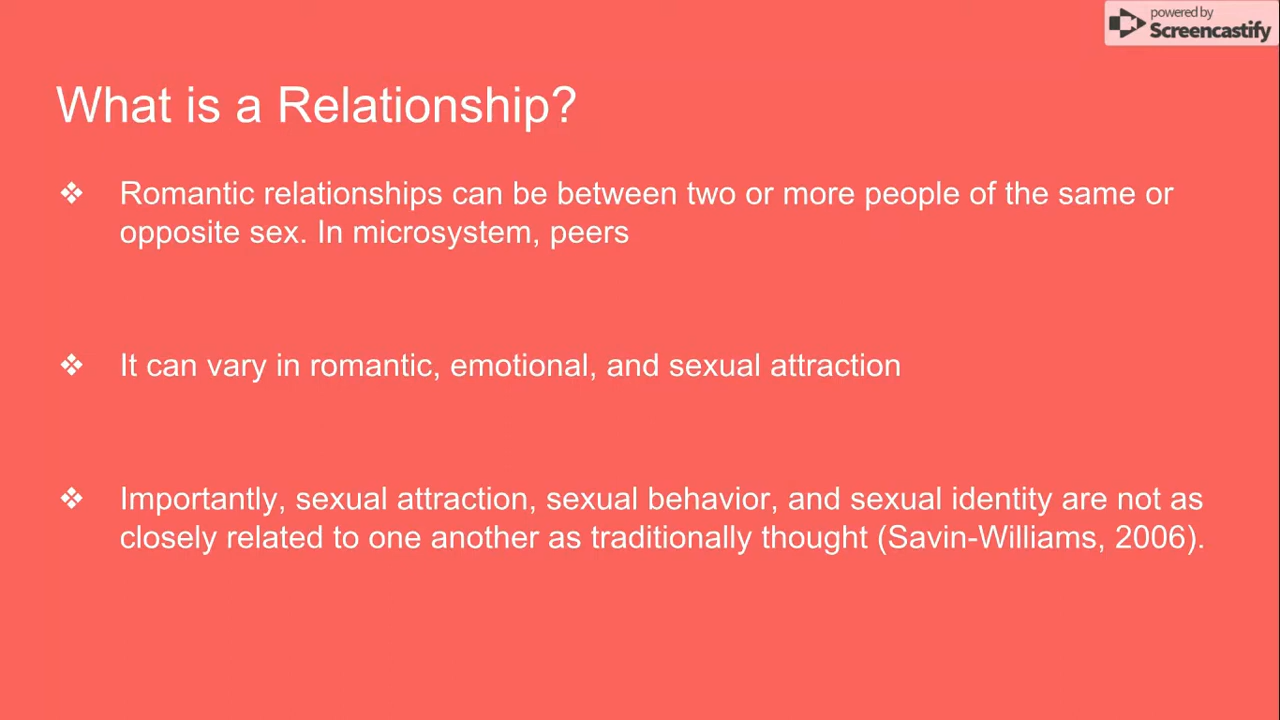 powered by
Screencastify
What is a Relationship?
❖ Romantic relationships can be between two or more people of the same or
opposite sex. In microsystem, peers
❖ It can vary in romantic, emotional, and sexual attraction
❖ Importantly, sexual attraction, sexual behavior, and sexual identity are not as
closely related to one another as traditionally thought (Savin-Williams, 2006).